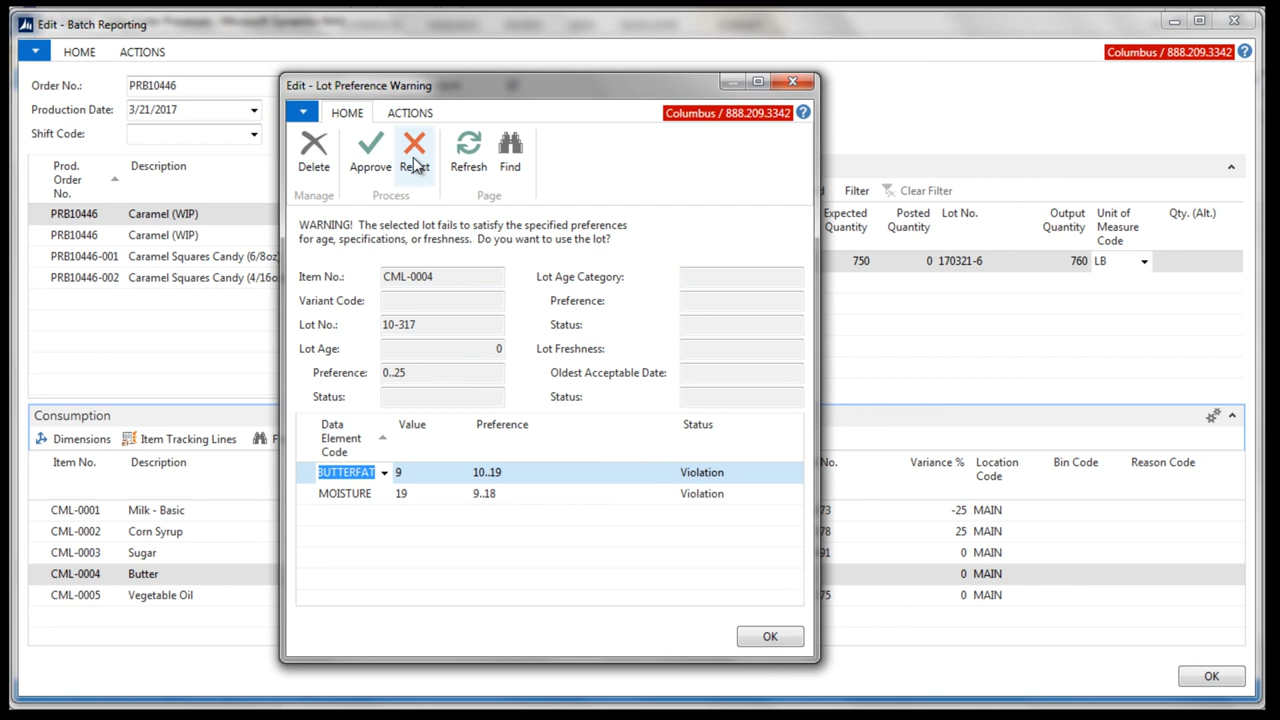 Edit - Batch Reporting
HOME ACTIONS
Columbus / 888.209.3342
Order No.: PRB10446
Production Date: 3/21/2017
Shift Code:
Prod. Order No. Description
PRB10446 Caramel (WIP)
PRB10446 Caramel (WIP)
PRB10446-001 Caramel Squares Candy (6/8oz
PRB10446-002 Caramel Squares Candy (4/16o
Filter Clear Filter
Expected Quantity Posted Quantity Lot No. Output Quantity Unit of Measure Code Qty. (Alt.)
750 0 170321-6 760 LB
Edit - Lot Preference Warning
HOME ACTIONS
Columbus / 888.209.3342
Delete Approve Refresh Find
Manage Process Page
WARNING! The selected lot fails to satisfy the specified preferences
for age, specifications, or freshness. Do you want to use the lot?
Item No.: CML-0004 Lot Age Category:
Variant Code: Preference:
Lot No.: 10-317 Status:
Lot Age: 0 Lot Freshness:
Preference: 0..25 Oldest Acceptable Date:
Status: Status:
Data Element Code Value Preference Status
BUTTERFAT 9 10..19 Violation
MOISTURE 19 9..18 Violation
OK
Consumption
Dimensions Item Tracking Lines F
Item No. Description No. Variance % Location Code Bin Code Reason Code
CML-0001 Milk - Basic 73 -25 MAIN
CML-0002 Corn Syrup 78 25 MAIN
CML-0003 Sugar 91 0 MAIN
CML-0004 Butter 0 MAIN
CML-0005 Vegetable Oil 75 0 MAIN
OK